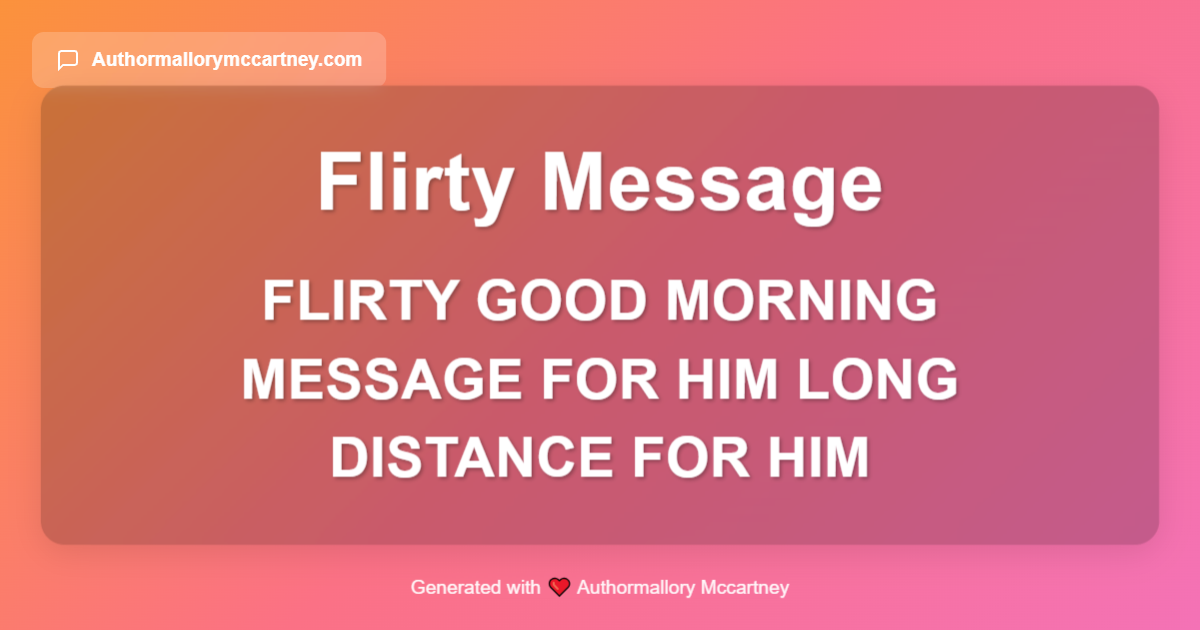 Authormallorymccartney.com
Flirty Message
FLIRTY GOOD MORNING
MESSAGE FOR HIM LONG
DISTANCE FOR HIM
Generated with ❤️ Authormallory Mccartney